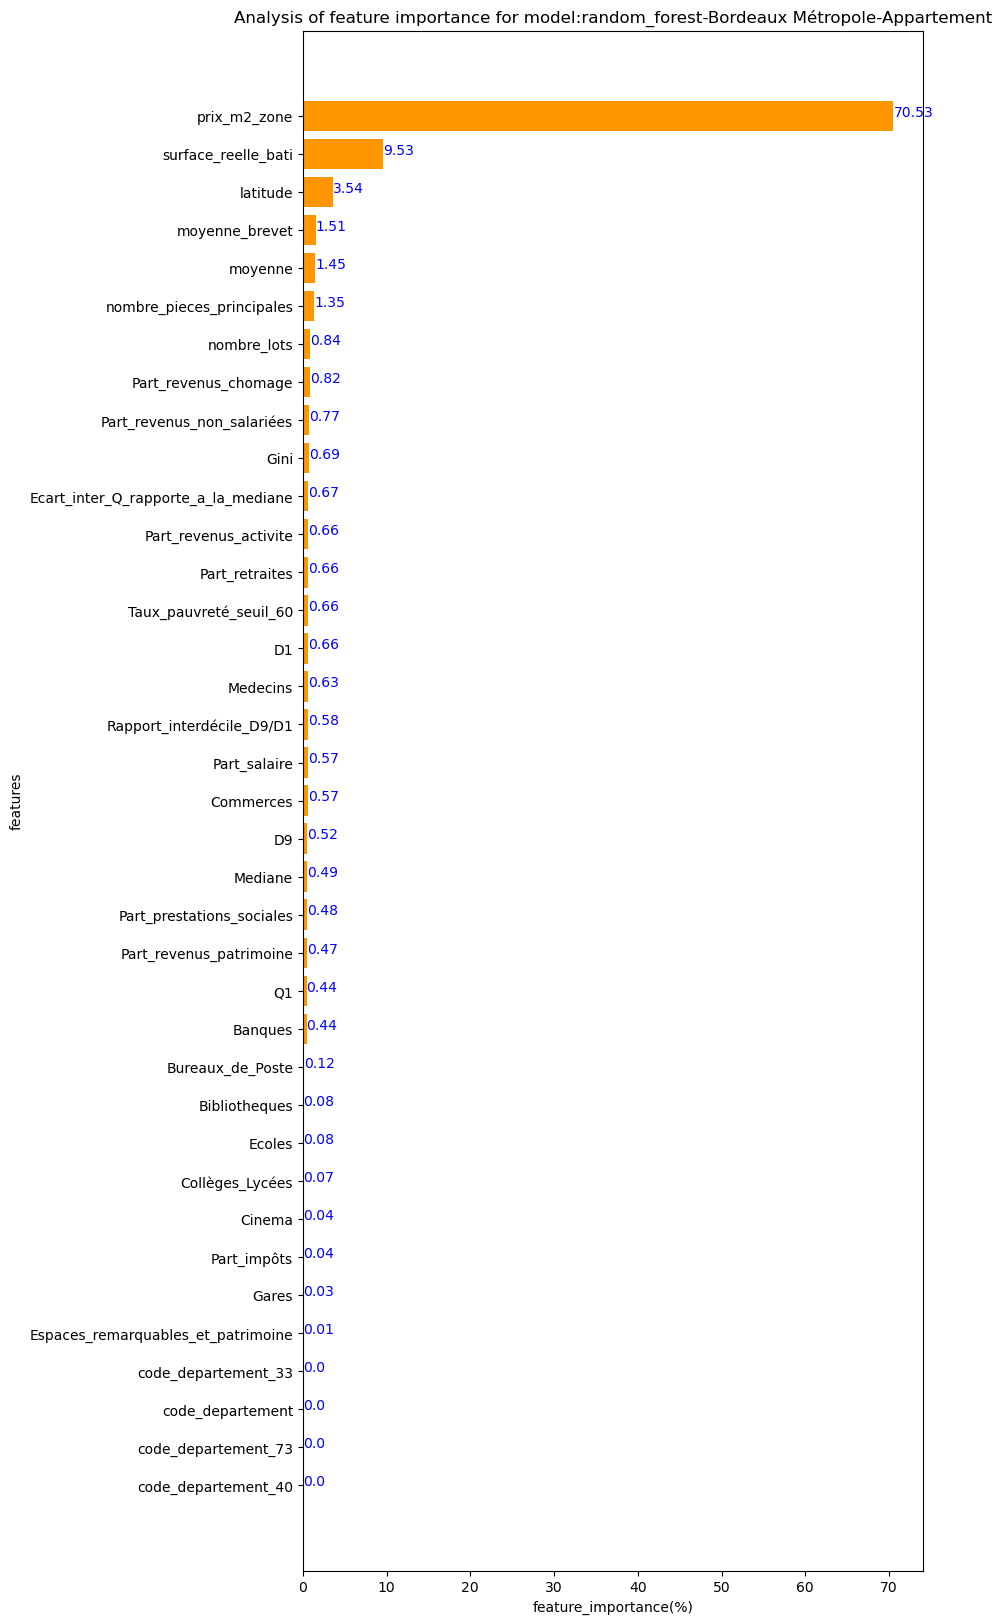 Analysis of feature importance for model:random_forest-Bordeaux Métropole-Appartement
prix_m2_zone 70.53
surface_reelle_bati 9.53
latitude 3.54
moyenne_brevet 1.51
moyenne 1.45
nombre_pieces_principales 1.35
nombre_lots 0.84
Part_revenus_chomage 0.82
Part_revenus_non_salariées 0.77
Gini 0.69
Ecart_inter_Q_rapporte_a_la_mediane 0.67
Part_revenus_activite 0.66
Part_retraites 0.66
Taux_pauvreté_seuil_60 0.66
D1 0.66
Medecins 0.63
Rapport_interdécile_D9/D1 0.58
Part_salaire 0.57
Commerces 0.57
features
D9 0.52
Mediane 0.49
Part_prestations_sociales 0.48
Part_revenus_patrimoine 0.47
Q1 0.44
Banques 0.44
Bureaux_de_Poste 0.12
Bibliotheques 0.08
Ecoles 0.08
Collèges_Lycées 0.07
Cinema 0.04
Part_impôts 0.04
Gares 0.03
Espaces_remarquables_et_patrimoine 0.01
code_departement_33 0.0
code_departement 0.0
code_departement_73 0.0
code_departement_40 0.0
0 10 20 30 40 50 60 70
feature_importance(%)